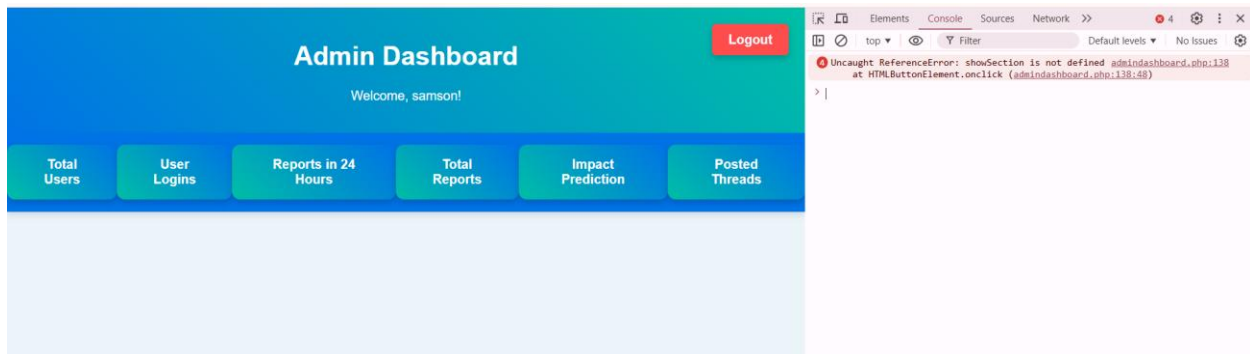 Logout
Admin Dashboard
Welcome, samson!
Total
Users
User
Logins
Reports in 24
Hours
Total
Reports
Impact
Prediction
Posted
Threads
Elements Console Sources Network >> 4
top ▼ Filter Default levels ▼ No Issues
4 Uncaught ReferenceError: showSection is not defined admindashboard.php:138
at HTMLButtonElement.onclick (admindashboard.php:138:48)
>